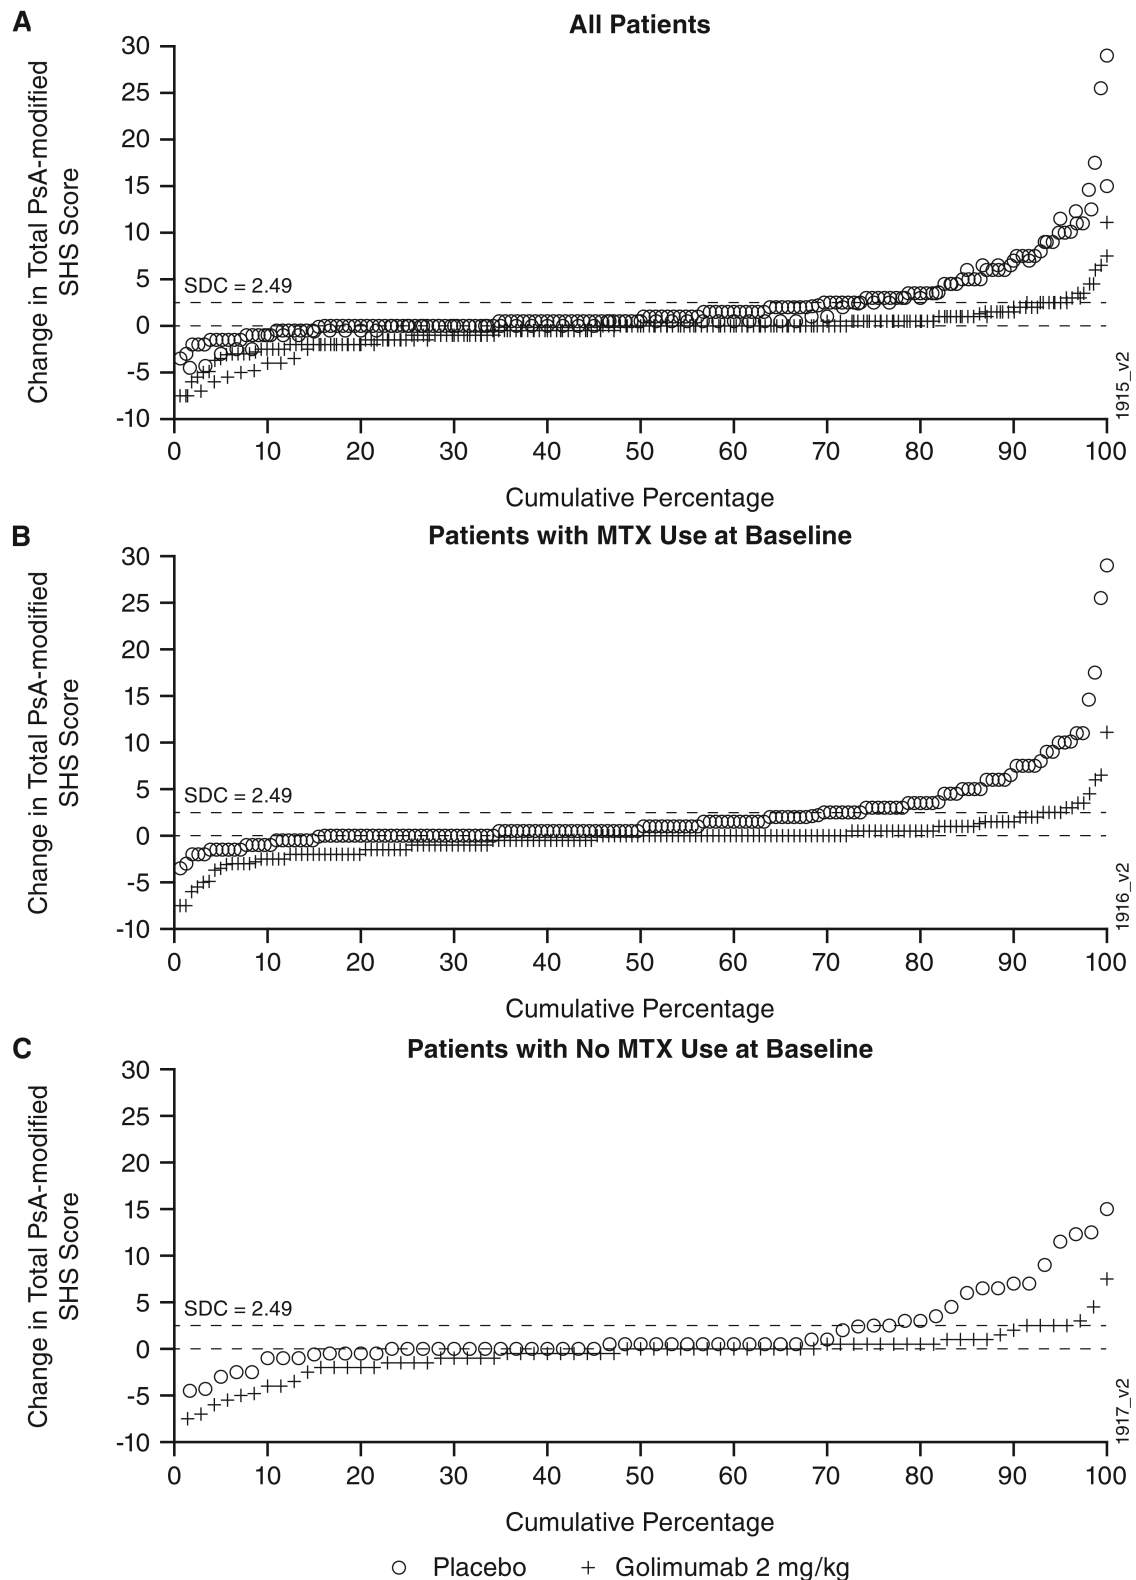 A
All Patients
Change in Total PsA-modified
SHS Score
30
25
20
15
10
5
0
-5
-10
SDC = 2.49
0 10 20 30 40 50 60 70 80 90 100
Cumulative Percentage
1915_v2
B
Patients with MTX Use at Baseline
Change in Total PsA-modified
SHS Score
30
25
20
15
10
5
0
-5
-10
SDC = 2.49
0 10 20 30 40 50 60 70 80 90 100
Cumulative Percentage
1916_v2
C
Patients with No MTX Use at Baseline
Change in Total PsA-modified
SHS Score
30
25
20
15
10
5
0
-5
-10
SDC = 2.49
0 10 20 30 40 50 60 70 80 90 100
Cumulative Percentage
1917_v2
Placebo Golimumab 2 mg/kg